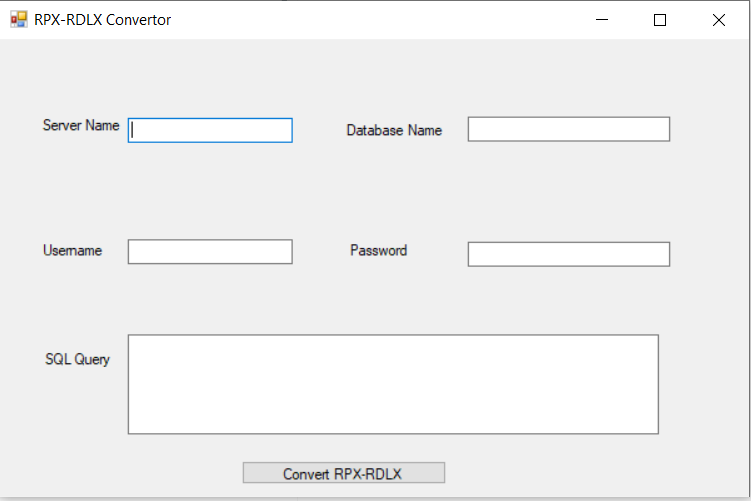 RPX-RDLX Convertor
Server Name
Database Name
Username
Password
SQL Query
Convert RPX-RDLX